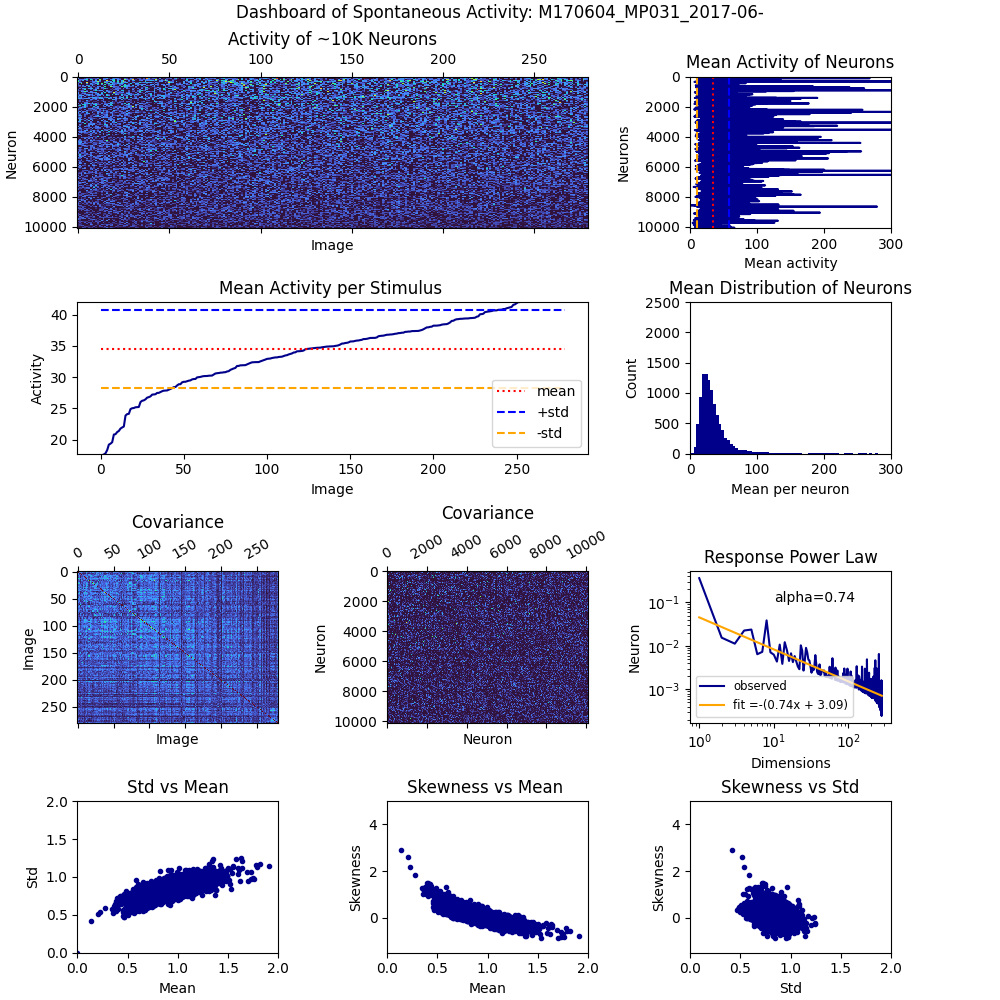 Dashboard of Spontaneous Activity: M170604_MP031_2017-06-
Activity of ~10K Neurons
0 50 100 150 200 250
0
2000
4000
6000
8000
10000
Neuron
Image
Mean Activity of Neurons
0
2000
4000
6000
8000
10000
Neurons
0 100 200 300
Mean activity
Mean Activity per Stimulus
40
35
30
25
20
Activity
mean
+std
-std
0 50 100 150 200 250
Image
Mean Distribution of Neurons
2500
2000
1500
1000
500
0
Count
0 100 200 300
Mean per neuron
Covariance
0 50 100 150 200 250
0
50
100
150
200
250
Image
Image
Covariance
0 2000 4000 6000 8000 10000
0
2000
4000
6000
8000
10000
Neuron
Neuron
Response Power Law
alpha=0.74
10⁻¹
10⁻²
10⁻³
Neuron
observed
fit =-(0.74x + 3.09)
10⁰ 10¹ 10²
Dimensions
Std vs Mean
2.0
1.5
1.0
0.5
0.0
Std
0.0 0.5 1.0 1.5 2.0
Mean
Skewness vs Mean
4
2
0
Skewness
0.0 0.5 1.0 1.5 2.0
Mean
Skewness vs Std
4
2
0
Skewness
0.0 0.5 1.0 1.5 2.0
Std